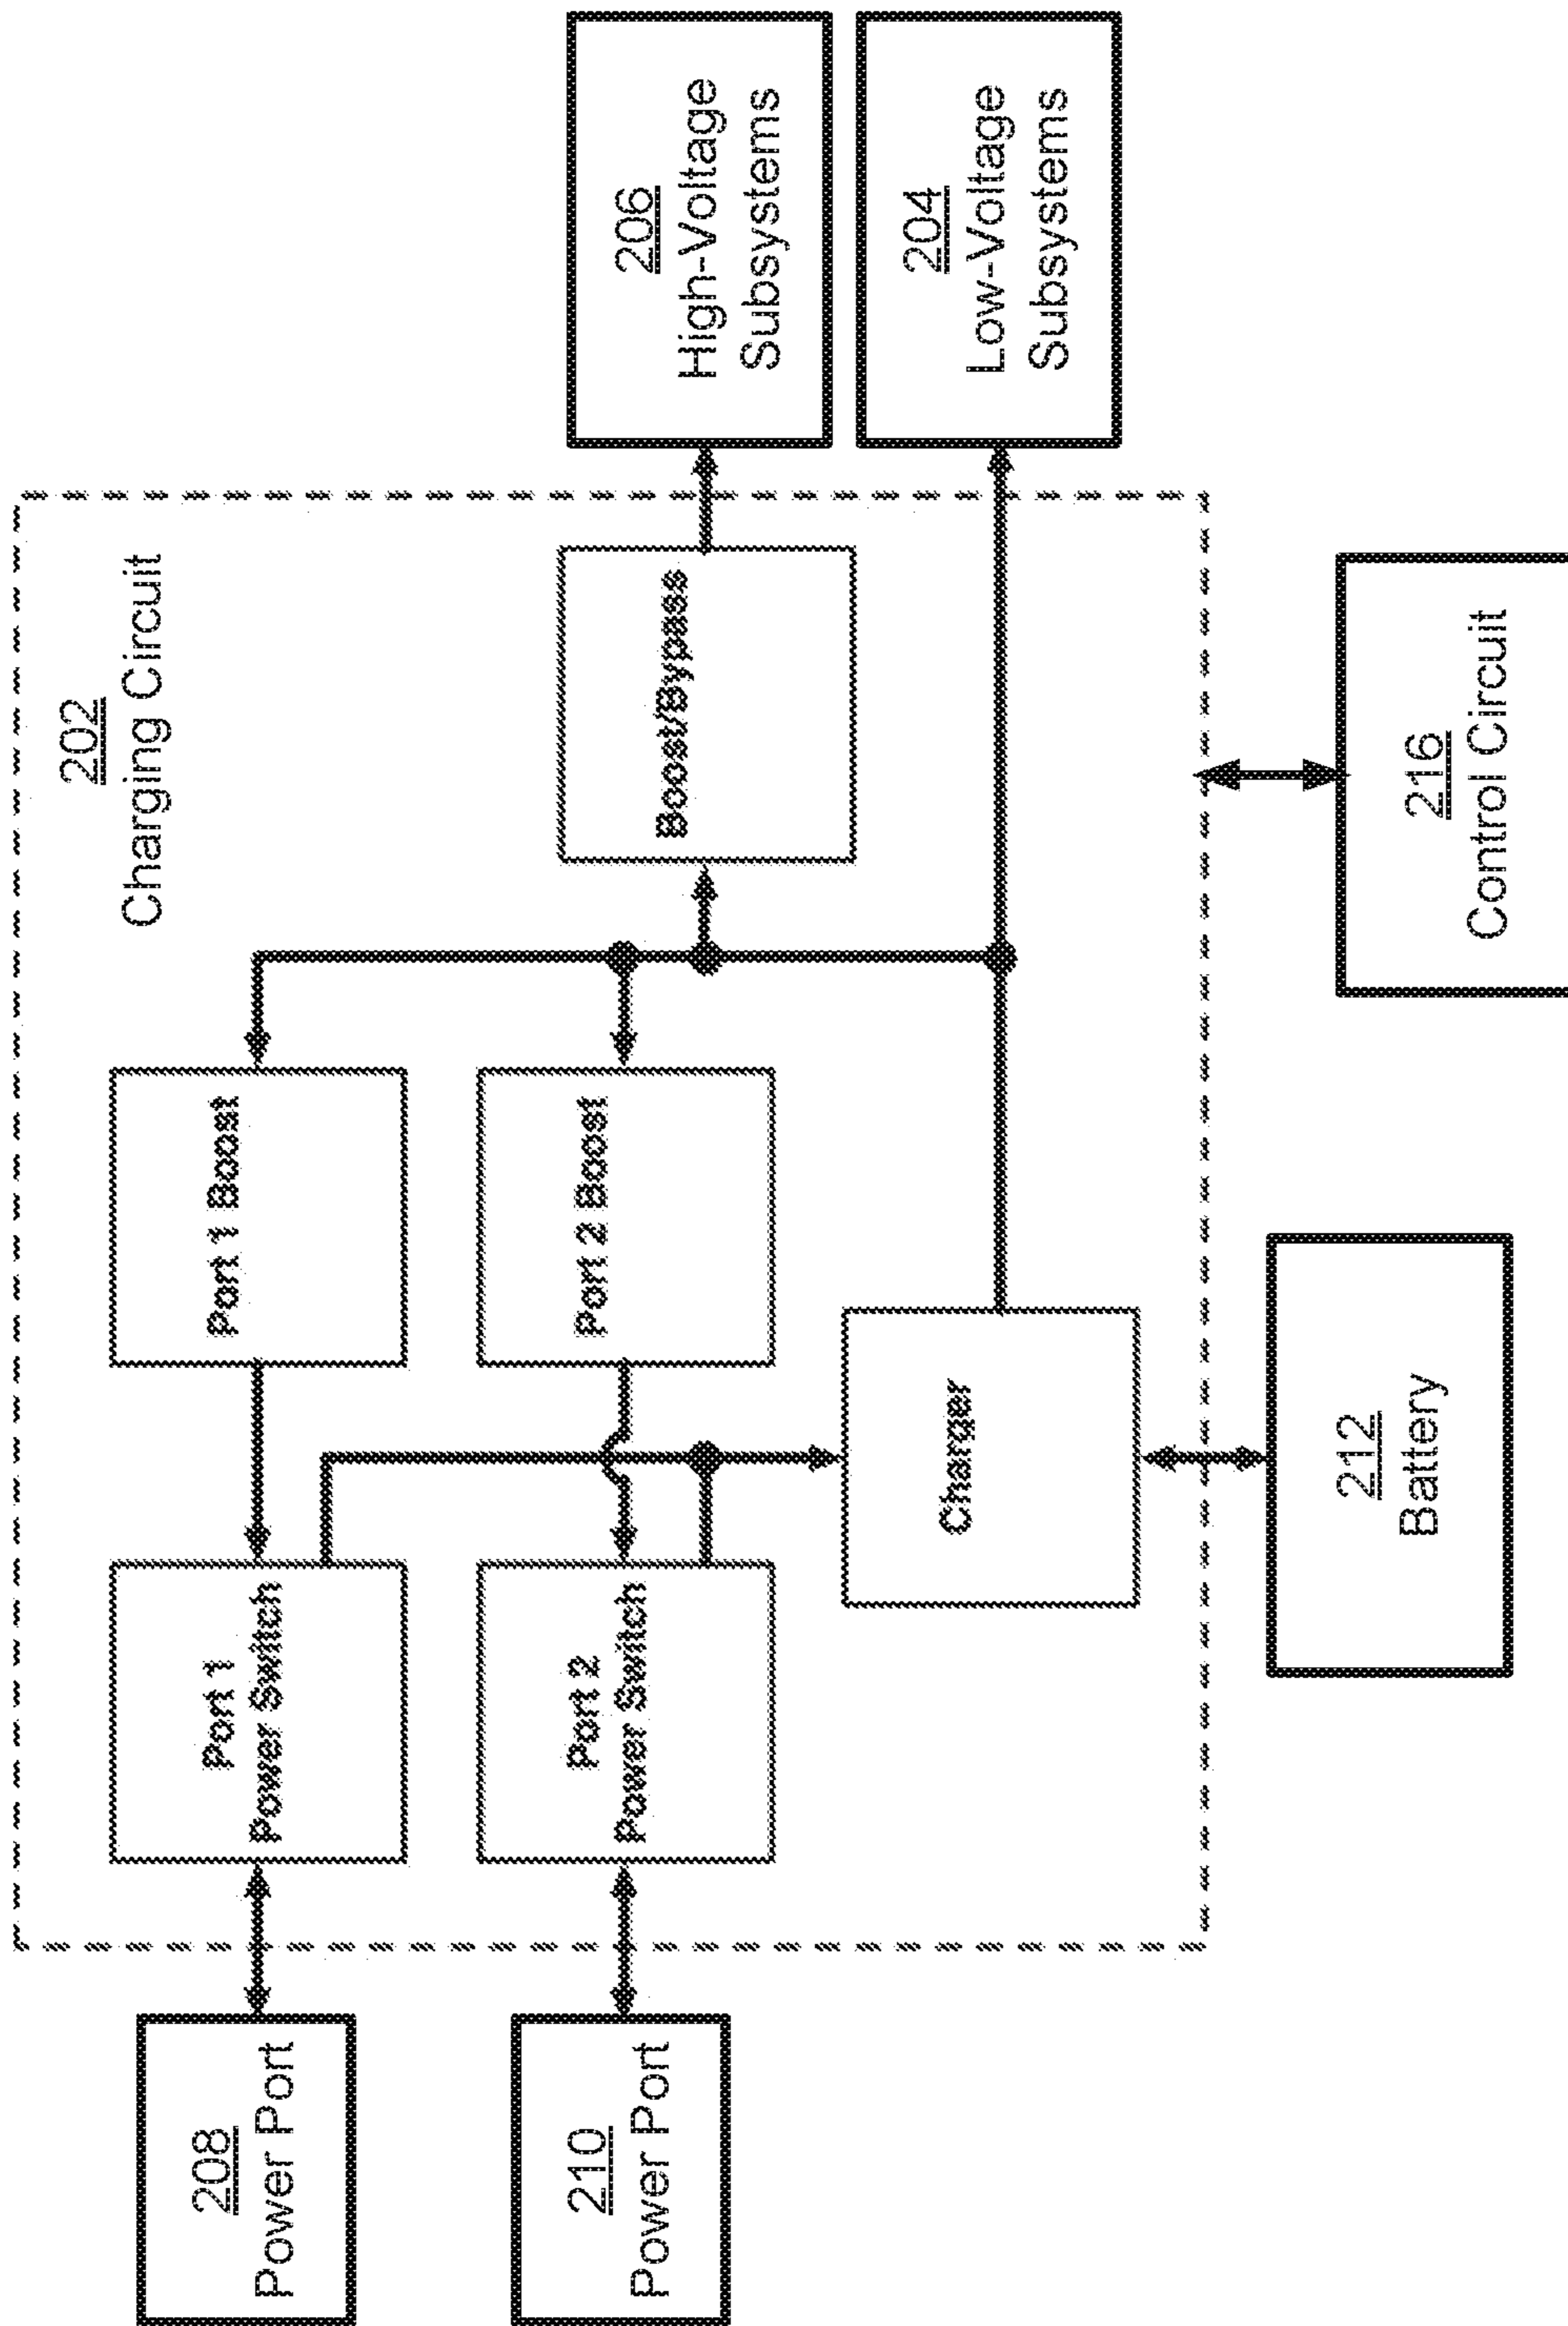 202
Charging Circuit
208
Power Port
Port 1
Power Switch
Port 1 Boost
210
Power Port
Port 2
Power Switch
Port 2 Boost
Boost/Bypass
206
High-Voltage
Subsystems
Charger
204
Low-Voltage
Subsystems
212
Battery
216
Control Circuit